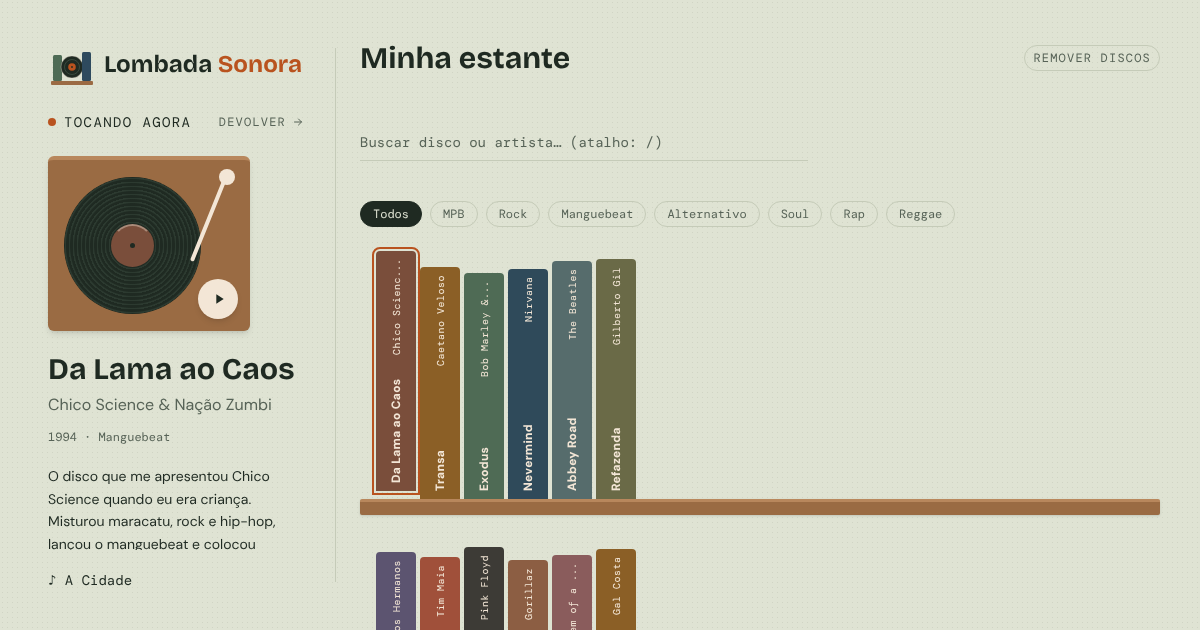 Lombada Sonora
TOCANDO AGORA
DEVOLVER →
Da Lama ao Caos
Chico Science & Nação Zumbi
1994 · Manguebeat
O disco que me apresentou Chico
Science quando eu era criança.
Misturou maracatu, rock e hip-hop,
lançou o manguebeat e colocou
♪ A Cidade
Minha estante
REMOVER DISCOS
Buscar disco ou artista… (atalho: /)
Todos
MPB
Rock
Manguebeat
Alternativo
Soul
Rap
Reggae
Chico Scienc...
Da Lama ao Caos
Caetano Veloso
Transa
Bob Marley &...
Exodus
Nirvana
Nevermind
The Beatles
Abbey Road
Gilberto Gil
Refazenda
Hermanos
Tim Maia
Pink Floyd
Gorillaz
of a ...
Gal Costa